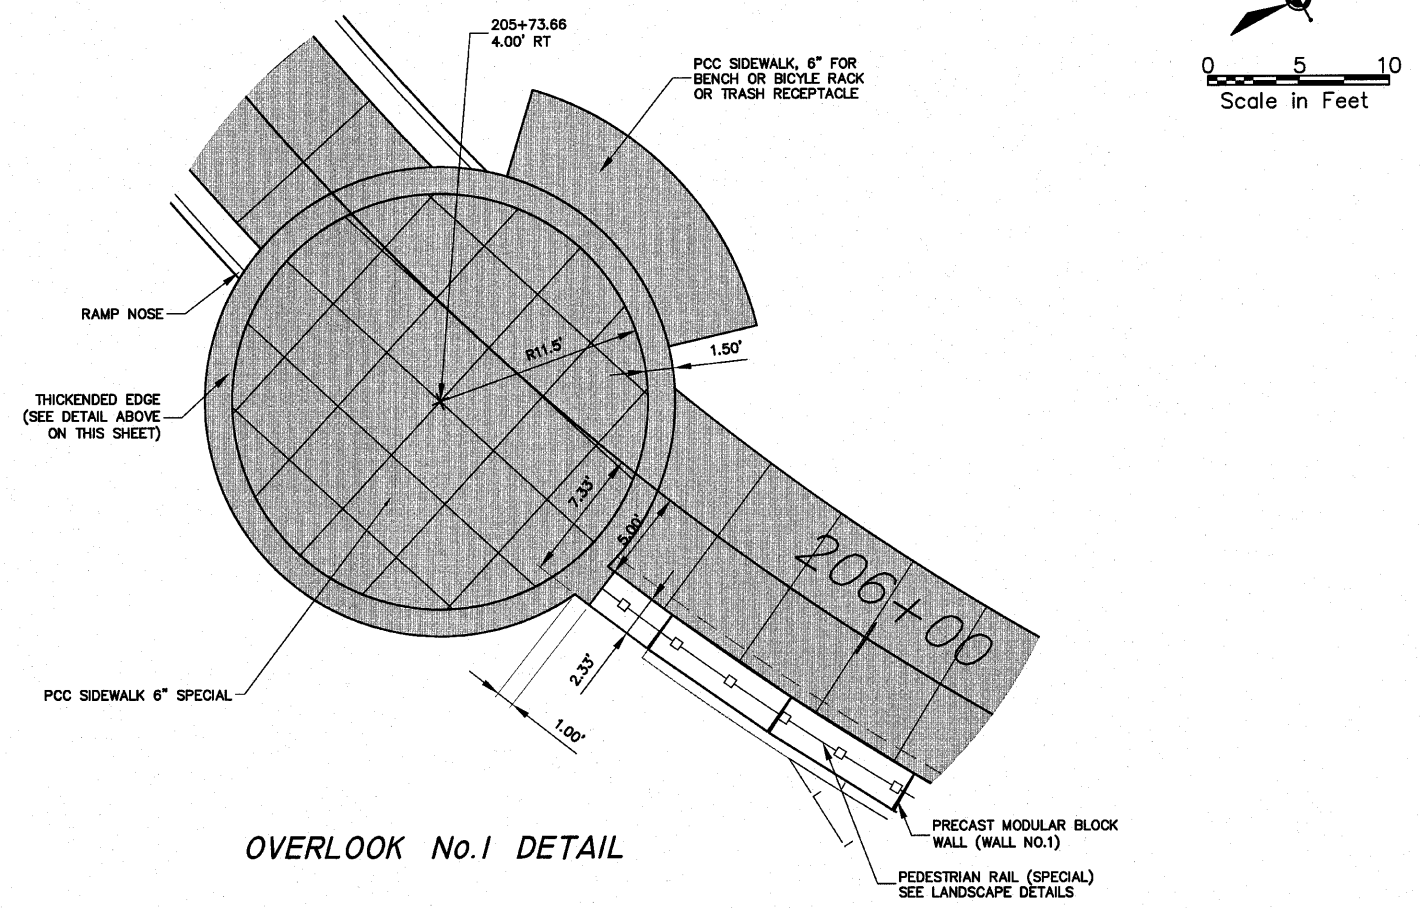 205+73.66
4.00' RT
PCC SIDEWALK, 6" FOR
BENCH OR BICYLE RACK
OR TRASH RECEPTACLE
0 5 10
Scale in Feet
RAMP NOSE
R11.5'
1.50'
THICKENDED EDGE
(SEE DETAIL ABOVE
ON THIS SHEET)
7.33'
5.00'
206+00
2.33'
PCC SIDEWALK 6" SPECIAL
1.00'
OVERLOOK No.1 DETAIL
PRECAST MODULAR BLOCK
WALL (WALL NO.1)
PEDESTRIAN RAIL (SPECIAL)
SEE LANDSCAPE DETAILS